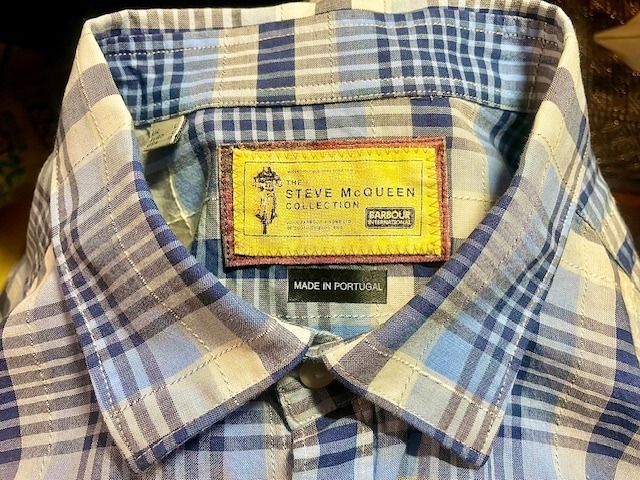 THE
STEVE McQUEEN
COLLECTION
BARBOUR
INTERNATIONAL
MADE IN PORTUGAL